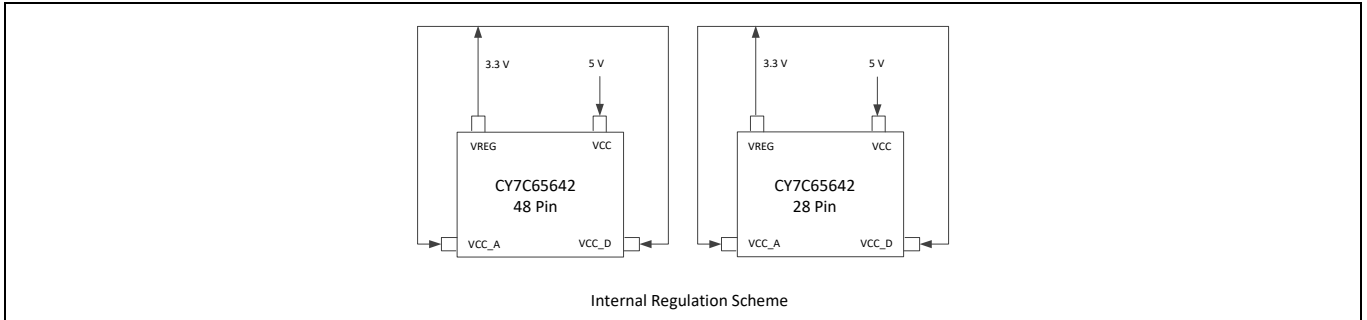 3.3 V
5 V
VREG
VCC
CY7C65642
48 Pin
VCC_A
VCC_D
3.3 V
5 V
VREG
VCC
CY7C65642
28 Pin
VCC_A
VCC_D
Internal Regulation Scheme